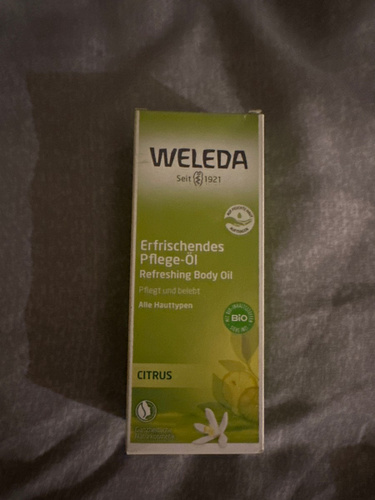 WELEDA
Seit 1921
Erfrischendes
Pflege-Öl
Refreshing Body Oil
Pflegt und belebt
Alle Hauttypen
BIO
CITRUS